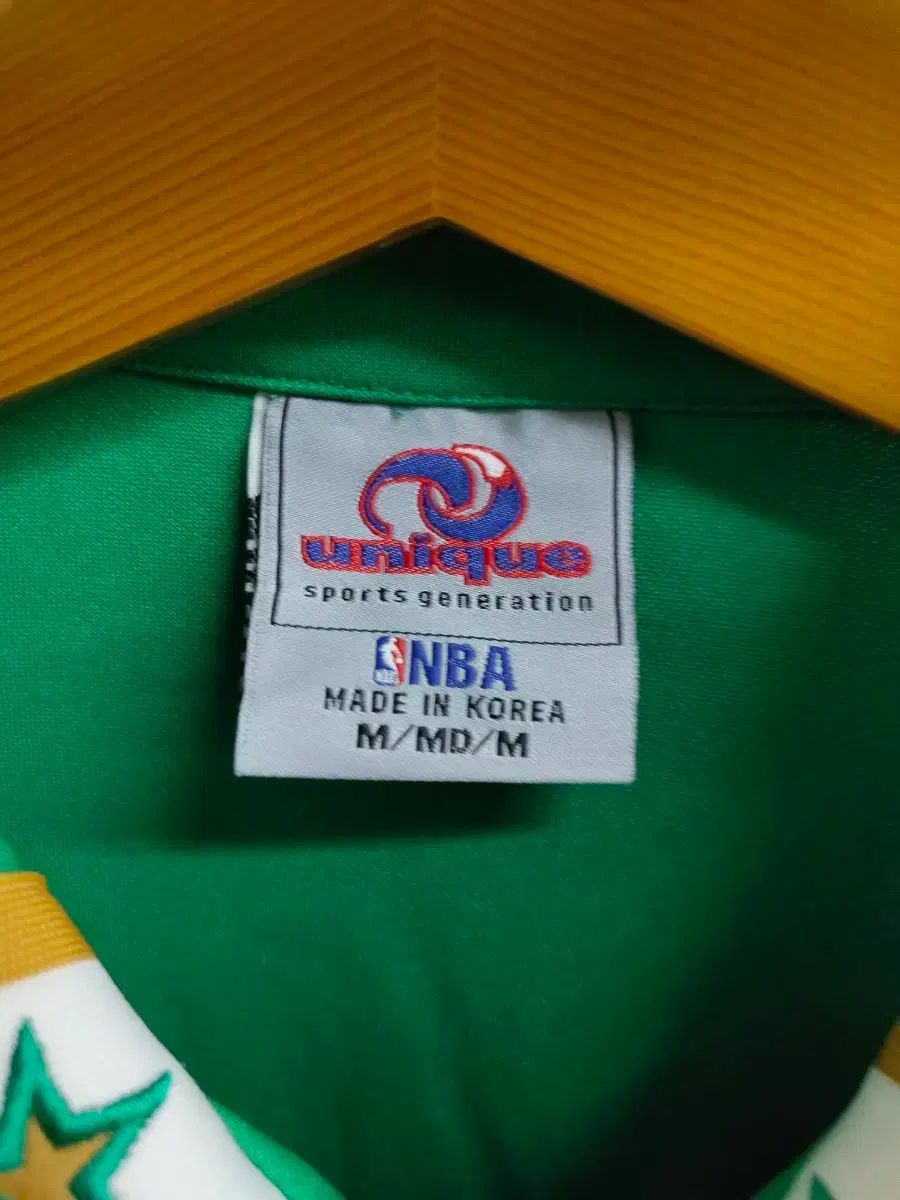 unique
sports generation
NBA
MADE IN KOREA
M/MD/M